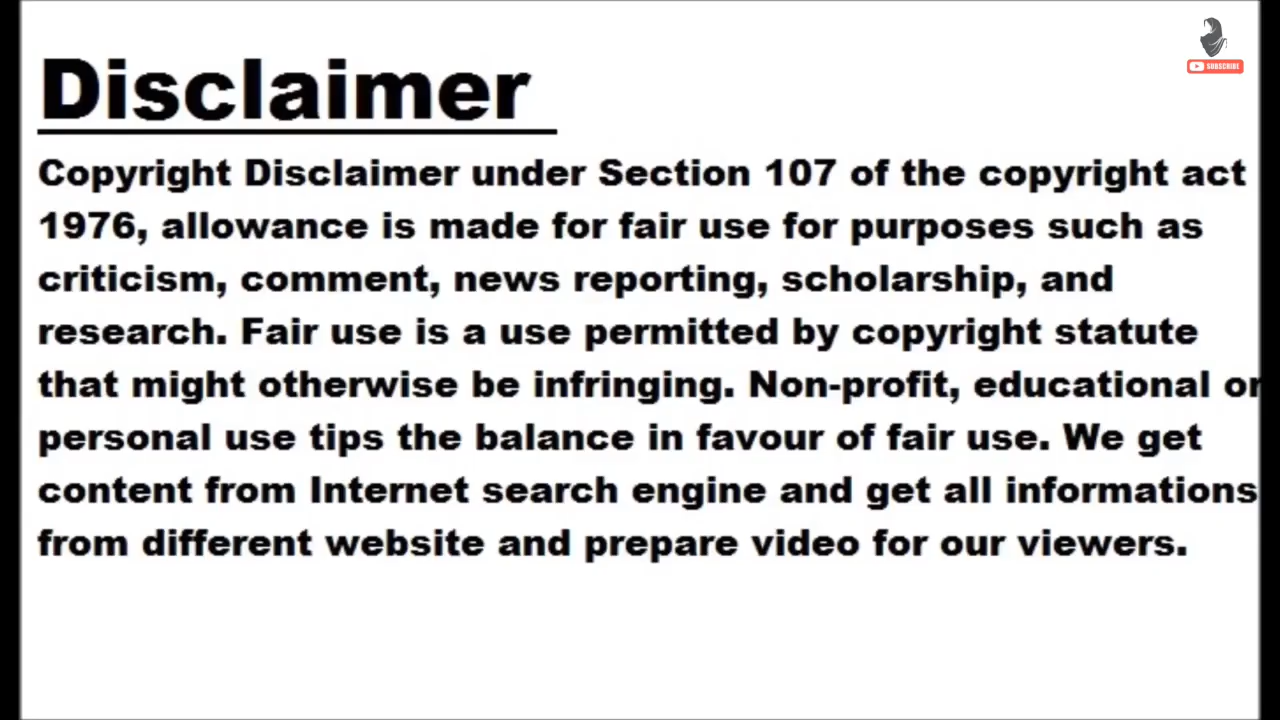 SUBSCRIBE
Disclaimer
Copyright Disclaimer under Section 107 of the copyright act
1976, allowance is made for fair use for purposes such as
criticism, comment, news reporting, scholarship, and
research. Fair use is a use permitted by copyright statute
that might otherwise be infringing. Non-profit, educational or
personal use tips the balance in favour of fair use. We get
content from Internet search engine and get all informations
from different website and prepare video for our viewers.